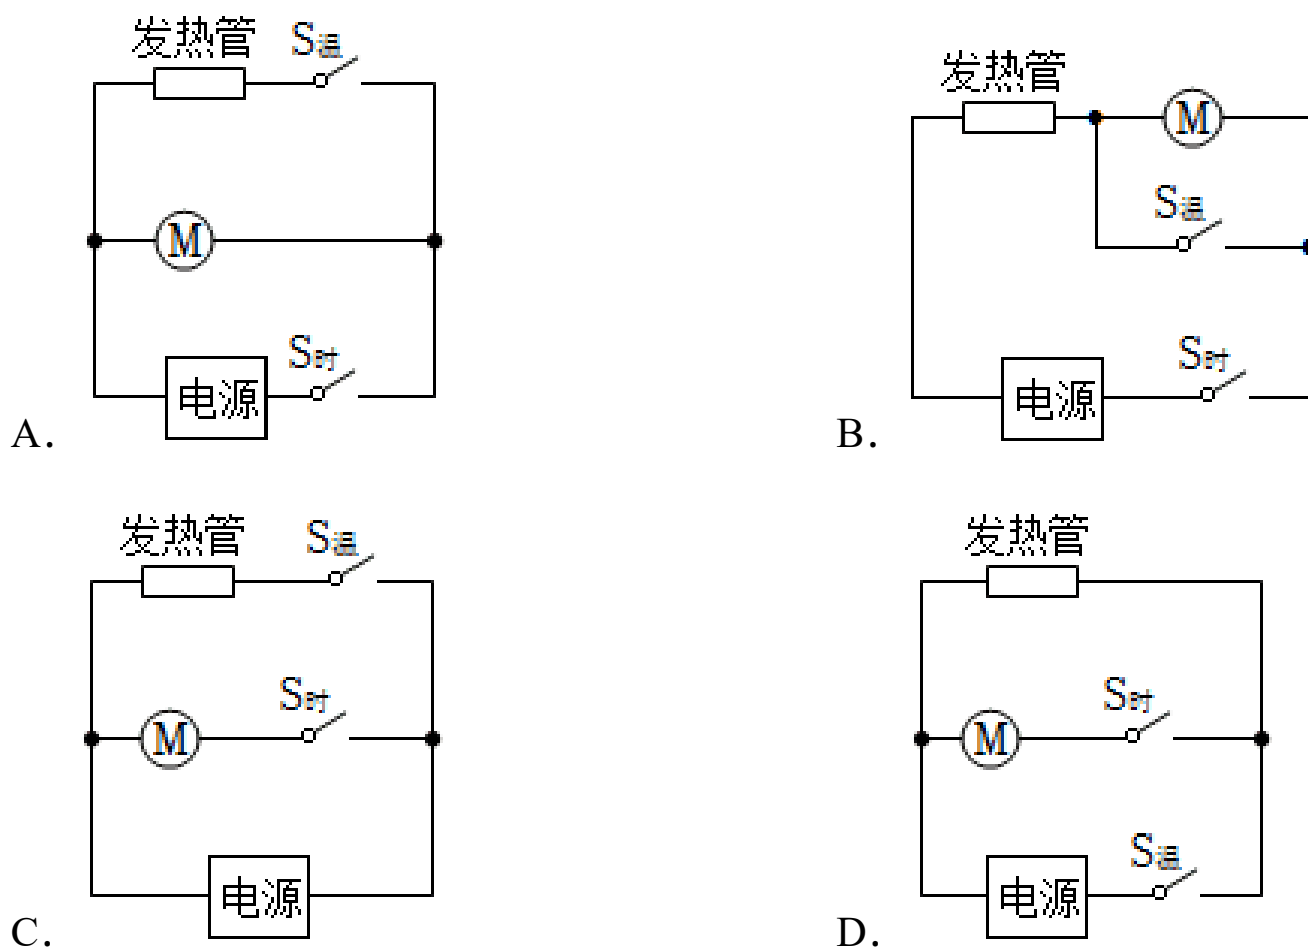 发热管 S温
M
电源 S时
A.
发热管 M
S温
电源 S时
B.
发热管 S温
M S时
电源
C.
发热管
M S时
电源 S温
D.